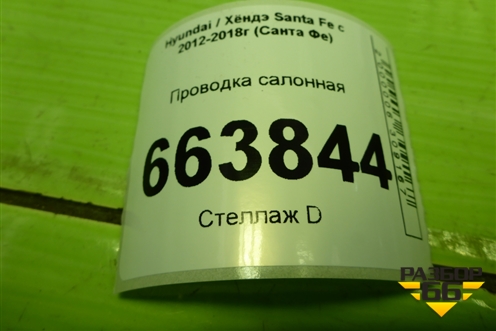 Hyundai / Хёндэ Santa Fe с
2012-2018г (Санта Фе)
Проводка салонная
663844
Стеллаж D
РАЗБОР
66